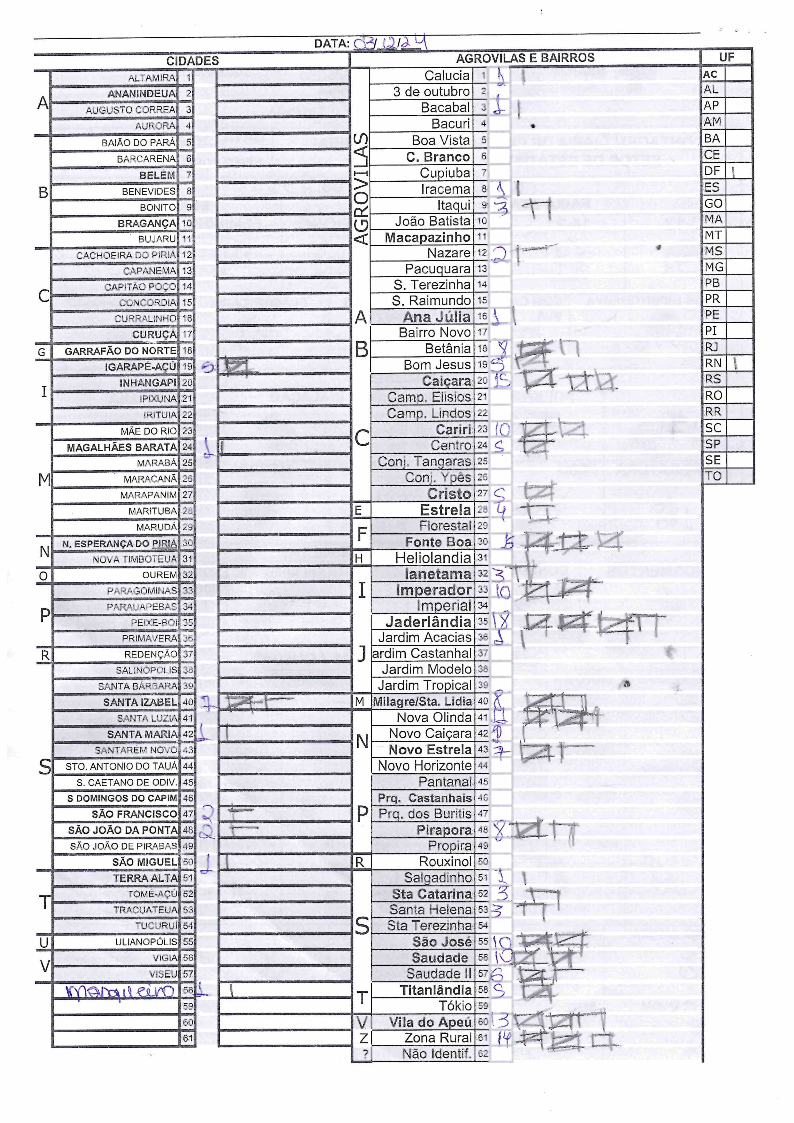 DATA: 03/12/24
CIDADES
A
ALTAMIRA 1
ANANINDEUA 2
AUGUSTO CORREA 3
AURORA 4
B
BAIÃO DO PARÁ 5
BARCARENA 6
BELÉM 7
BENEVIDES 8
BONITO 9
BRAGANÇA 10
BUJARU 11
C
CACHOEIRA DO PIRIA 12
CAPANEMA 13
CAPITÃO POÇO 14
CONCORDIA 15
CURRALINHO 16
CURUÇA 17
G GARRAFÃO DO NORTE 18
I
IGARAPÉ-AÇÚ 19 5
INHANGAPI 20
IPIXUNA 21
IRITUIA 22
M
MÃE DO RIO 23
MAGALHÃES BARATA 24 1
MARABÁ 25
MARACANÃ 26
MARAPANIM 27
MARITUBA 28
MARUDÁ 29
N
N. ESPERANÇA DO PIRIA 30
NOVA TIMBOTEUA 31
O OUREM 32
P
PARAGOMINAS 33
PARAUAPEBAS 34
PEIXE-BOI 35
PRIMAVERA 36
R REDENÇÃO 37
S
SALINOPOLIS 38
SANTA BÁRBARA 39
SANTA IZABEL 40 7
SANTA LUZIA 41
SANTA MARIA 42 1
SANTAREM NOVO 43
STO. ANTONIO DO TAUÁ 44
S. CAETANO DE ODIV. 45
S DOMINGOS DO CAPIM 46
SÃO FRANCISCO 47 2
SÃO JOÃO DA PONTA 48 2
SÃO JOÃO DE PIRABAS 49
SÃO MIGUEL 50 1
T
TERRA ALTA 51
TOME-AÇU 52
TRACUATEUA 53
TUCURUI 54
U ULIANOPÓLIS 55
V
VIGIA 56
VISEU 57
58 1
59
60
61
AGROVILAS E BAIRROS
AGROVILAS
Calucia 1 1
3 de outubro 2
Bacabal 3 1
Bacuri 4
Boa Vista 5
C. Branco 6
Cupiuba 7
Iracema 8 1
Itaqui 9 3
João Batista 10
Macapazinho 11
Nazare 12 2
Pacuquara 13
S. Terezinha 14
S. Raimundo 15
A Ana Júlia 16 1
B
Bairro Novo 17
Betânia 18 8
Bom Jesus 19 5
C
Caiçara 20 15
Camp. Elisios 21
Camp. Lindos 22
Cariri 23 10
Centro 24 5
Conj. Tangaras 25
Conj. Ypês 26
Cristo 27 5
E Estrela 28 4
F
Florestal 29
Fonte Boa 30
H Heliolandia 31
I
Ianetama 32 3
Imperador 33 10
Imperial 34
J
Jaderlândia 35 18
Jardim Acacias 36 1
ardim Castanhal 37
Jardim Modelo 38
Jardim Tropical 39
M Milagre/Sta. Lidia 40 8
N
Nova Olinda 41
Novo Caiçara 42
Novo Estrela 43 7
Novo Horizonte 44
P
Pantanal 45
Prq. Castanhais 46
Prq. dos Buritis 47
Pirapora 48 8
Propira 49
R Rouxinol 50
S
Salgadinho 51 1
Sta Catarina 52 3
Santa Helena 53 3
Sta Terezinha 54
São José 55 10
Saudade 56 10
Saudade II 57 6
T
Titanlândia 58 5
Tókio 59
V Vila do Apeú 60 13
Z Zona Rural 61 14
? Não Identif. 62
UF
AC
AL
AP
AM
BA
CE
DF
ES
GO
MA
MT
MS
MG
PB
PR
PE
PI
RJ
RN
RS
RO
RR
SC
SP
SE
TO